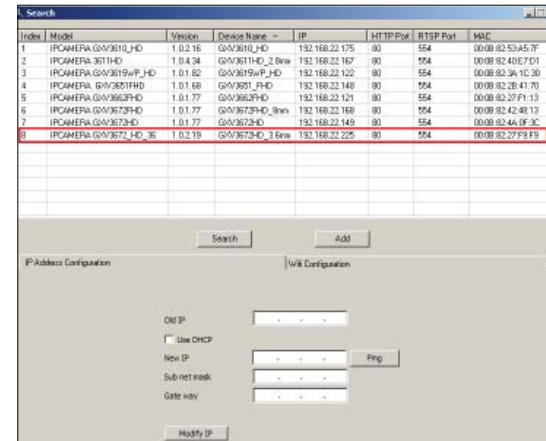 Search
Index Model Version Device Name IP HTTP Port RTSP Port MAC
1 IPCAMERA.GXV3610_HD 1.0.2.16 GXV3610_HD 192.168.22.175 80 554 00:0B:82:53:A5:7F
2 IPCAMERA.3611HD 1.0.4.34 GXV3611HD_2.8mm 192.168.22.167 80 554 00:0B:82:40:E7:D1
3 IPCAMERA.GXV3615WP_HD 1.0.1.82 GXV3615WP_HD 192.168.22.122 80 554 00:0B:82:3A:1C:30
4 IPCAMERA. GXV3651FHD 1.0.1.68 GXV3651_FHD 192.168.22.148 80 554 00:0B:82:2B:41:70
5 IPCAMERA.GXV3662FHD 1.0.1.77 GXV3662FHD 192.168.22.121 80 554 00:0B:82:27:F1:13
6 IPCAMERA.GXV3672FHD 1.0.1.77 GXV3672FHD_8mm 192.168.22.168 80 554 00:0B:82:42:48:13
7 IPCAMERA.GXV3672HD 1.0.1.77 GXV3672HD 192.168.22.149 80 554 00:0B:82:4A:0F:3C
8 IPCAMERA.GXV3672_HD_36 1.0.2.19 GXV3672HD_3.6mm 192.168.22.225 80 554 00:0B:82:27:F9:F9
Search Add
IP Address Configuration Wifi Configuration
Old IP
Use DHCP
New IP Ping
Sub net mask
Gate way
Modify IP